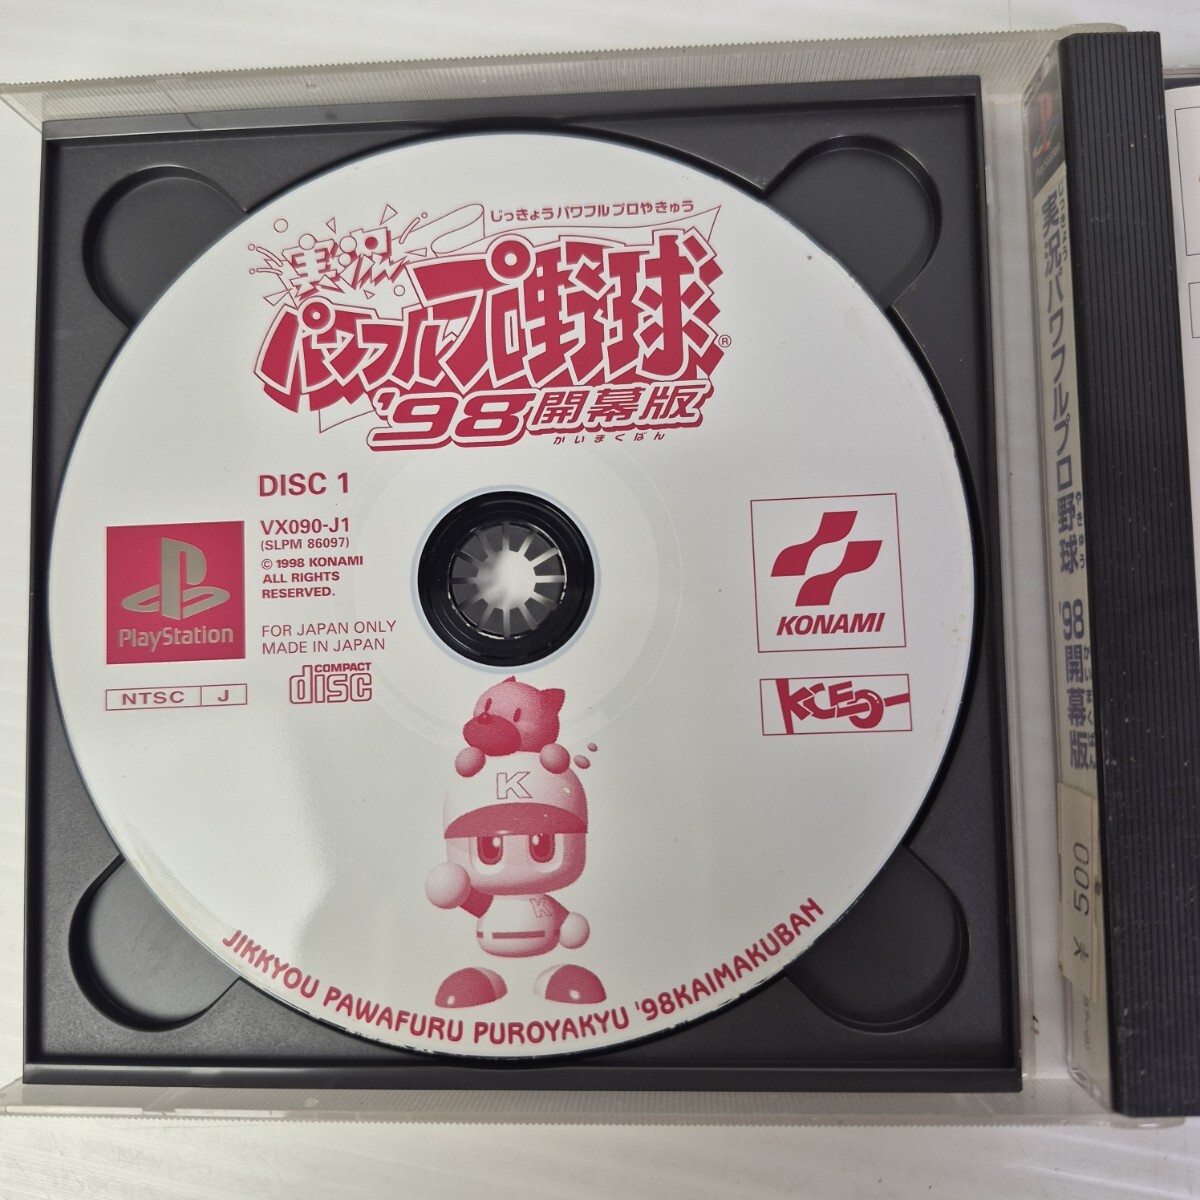 じっきょうパワフルプロやきゅう
実況
パワフルプロ野球®
'98開幕版
かいまくばん
DISC 1
VX090-J1
(SLPM 86097)
© 1998 KONAMI
ALL RIGHTS
RESERVED.
FOR JAPAN ONLY
MADE IN JAPAN
PlayStation
NTSC J
COMPACT
disc
KONAMI
KCEO
K
K
JIKKYOU PAWAFURU PUROYAKYU '98KAIMAKUBAN
PlayStation
実況パワフルプロ野球 '98開幕版
¥ 500